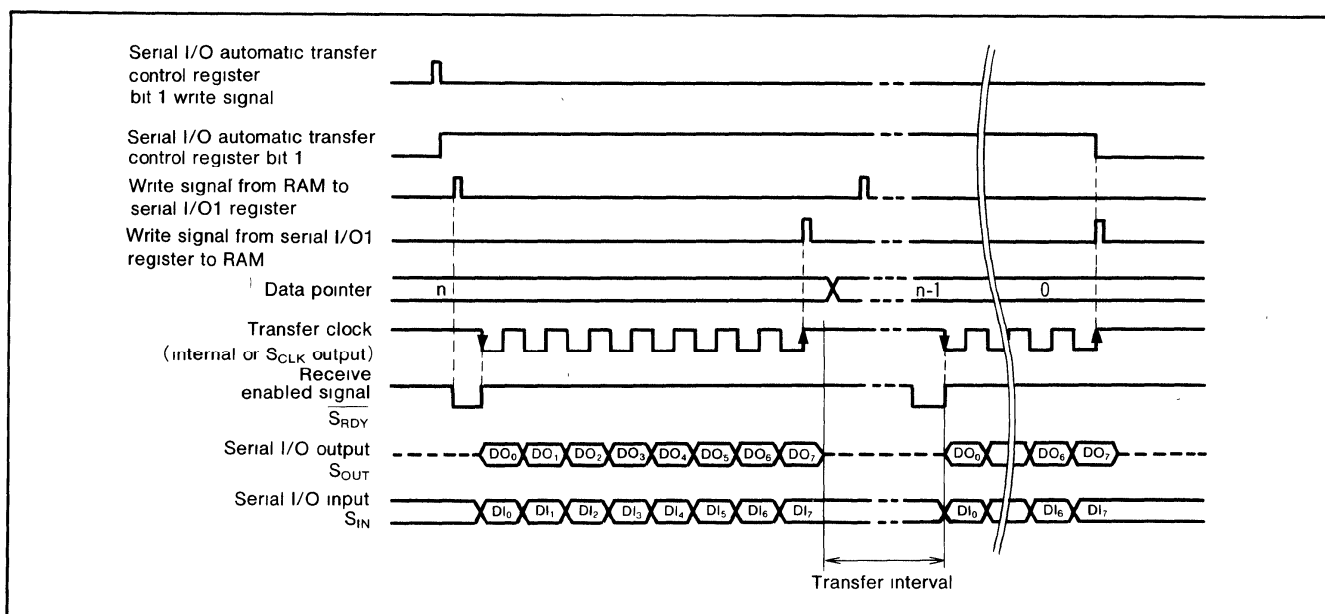 Serial I/O automatic transfer
control register
bit 1 write signal
Serial I/O automatic transfer
control register bit 1
Write signal from RAM to
serial I/O1 register
Write signal from serial I/O1
register to RAM
Data pointer
n
n-1
0
Transfer clock
(internal or SCLK output)
Receive
enabled signal
SRDY
Serial I/O output
SOUT
DO0 DO1 DO2 DO3 DO4 DO5 DO6 DO7 DO0 DO6 DO7
Serial I/O input
SIN
DI0 DI1 DI2 DI3 DI4 DI5 DI6 DI7 DI0 DI6 DI7
Transfer interval